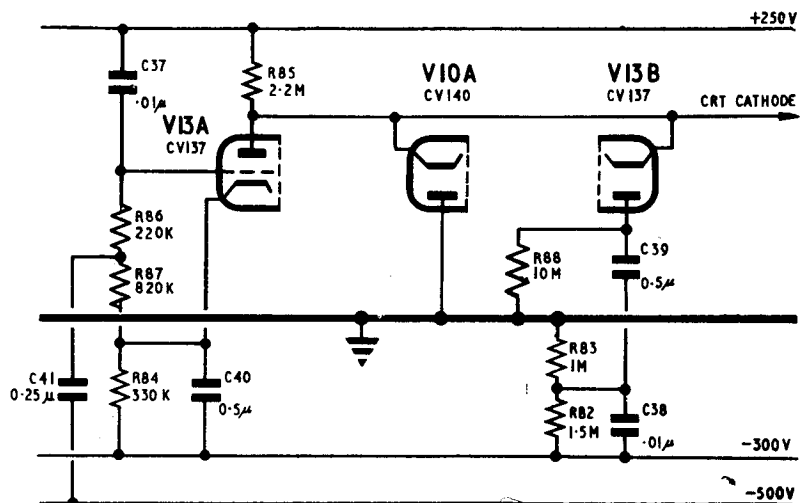 +250V
C37
.01μ
R85
2.2M
V10A
CV140
V13B
CV137
CRT CATHODE
V13A
CV137
R86
220K
R87
820K
R88
10M
C39
0.5μ
C41
0.25μ
R84
330K
C40
0.5μ
R83
1M
R82
1.5M
C38
.01μ
-300V
-500V